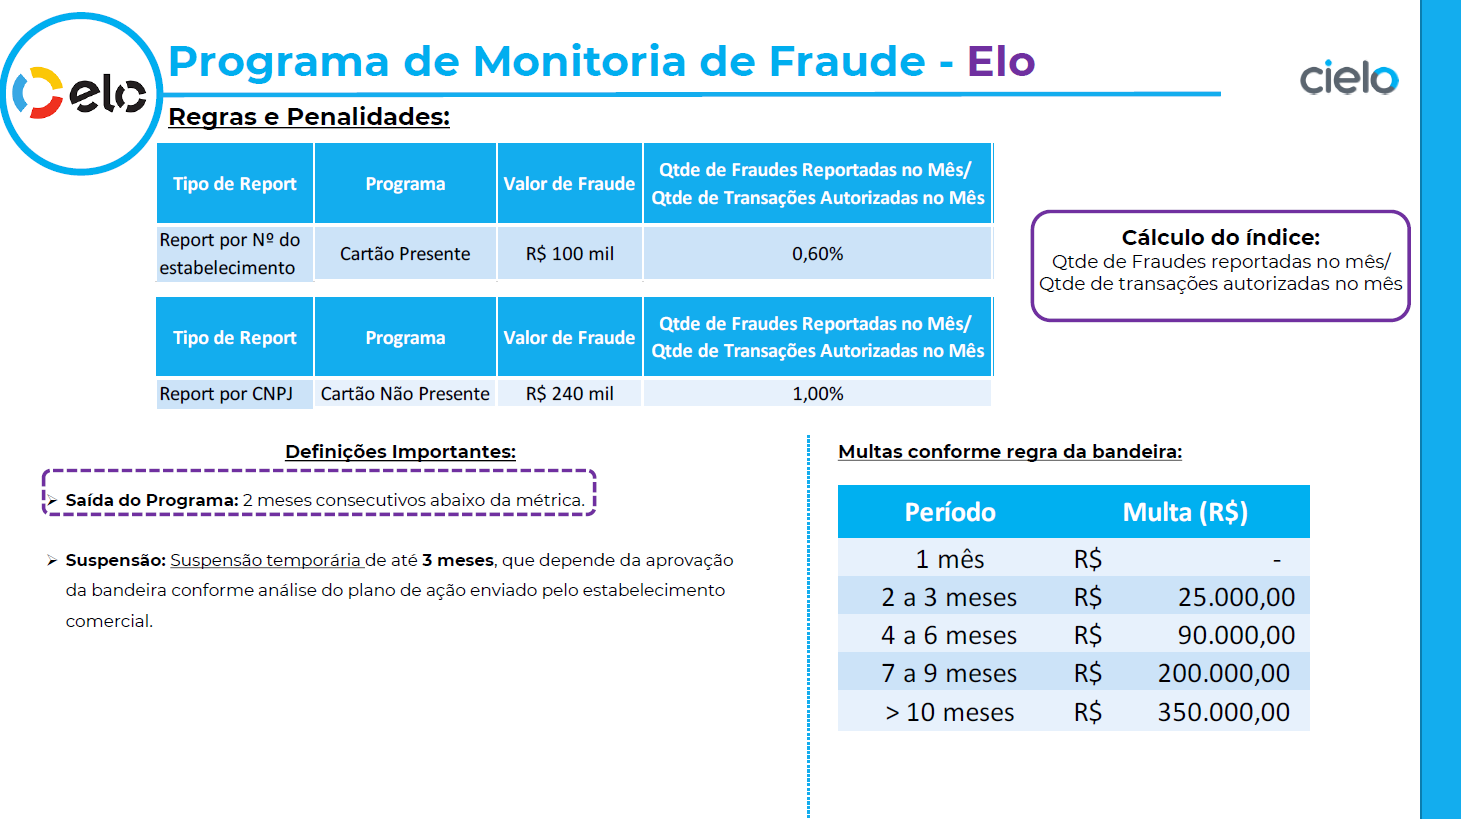 elo
Programa de Monitoria de Fraude - Elo
cielo
Regras e Penalidades:
Tipo de Report
Programa
Valor de Fraude
Qtde de Fraudes Reportadas no Mês/
Qtde de Transações Autorizadas no Mês
Report por Nº do
estabelecimento
Cartão Presente
R$ 100 mil
0,60%
Cálculo do índice:
Qtde de Fraudes reportadas no mês/
Qtde de transações autorizadas no mês
Tipo de Report
Programa
Valor de Fraude
Qtde de Fraudes Reportadas no Mês/
Qtde de Transações Autorizadas no Mês
Report por CNPJ
Cartão Não Presente
R$ 240 mil
1,00%
Definições Importantes:
Saída do Programa: 2 meses consecutivos abaixo da métrica.
Suspensão: Suspensão temporária de até 3 meses, que depende da aprovação
da bandeira conforme análise do plano de ação enviado pelo estabelecimento
comercial.
Multas conforme regra da bandeira:
Período Multa (R$)
1 mês R$ -
2 a 3 meses R$ 25.000,00
4 a 6 meses R$ 90.000,00
7 a 9 meses R$ 200.000,00
> 10 meses R$ 350.000,00